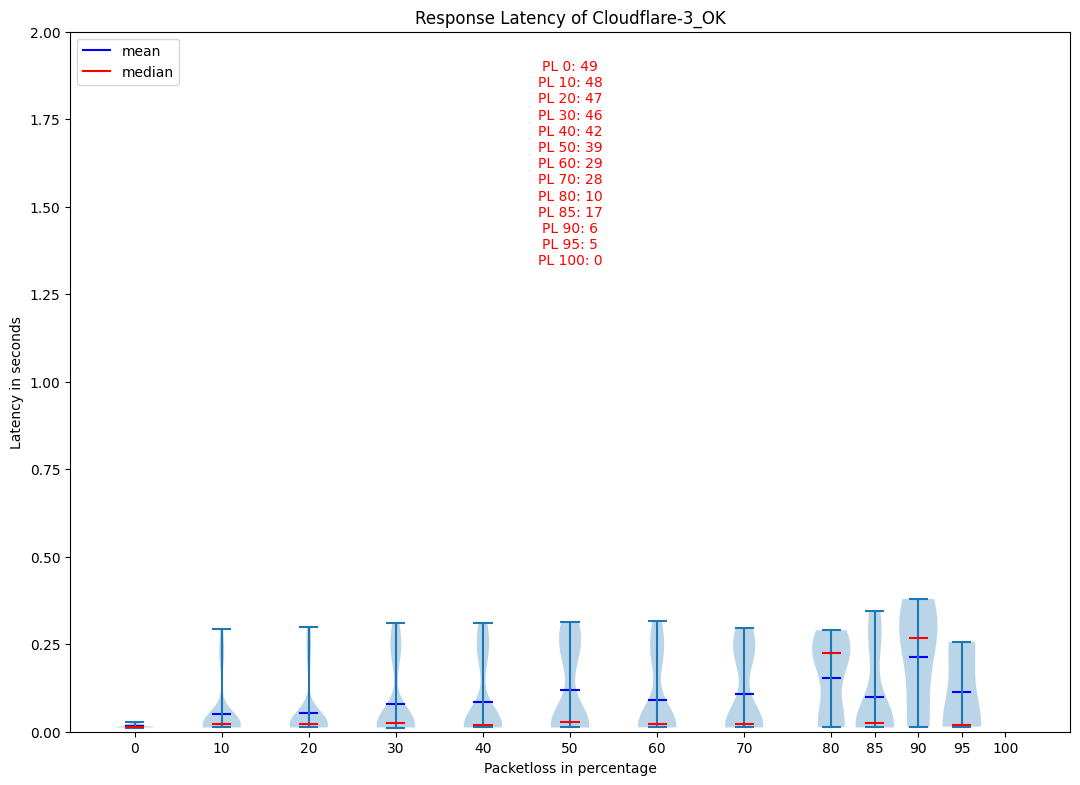 Response Latency of Cloudflare-3_OK
mean
median
PL 0: 49
PL 10: 48
PL 20: 47
PL 30: 46
PL 40: 42
PL 50: 39
PL 60: 29
PL 70: 28
PL 80: 10
PL 85: 17
PL 90: 6
PL 95: 5
PL 100: 0
Latency in seconds
2.00
1.75
1.50
1.25
1.00
0.75
0.50
0.25
0.00
0 10 20 30 40 50 60 70 80 85 90 95 100
Packetloss in percentage